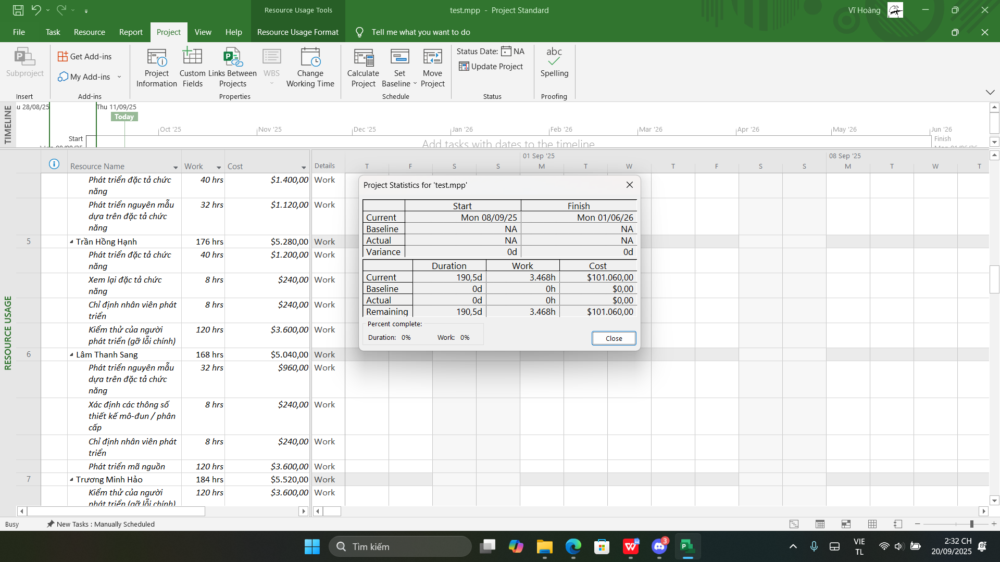 Resource Usage Tools
test.mpp - Project Standard
Vĩ Hoàng
File Task Resource Report Project View Help Resource Usage Format Tell me what you want to do
Subproject
Insert
Get Add-ins
My Add-ins
Add-ins
Project Information
Custom Fields
Links Between Projects
WBS
Change Working Time
Properties
Calculate Project
Set Baseline
Move Project
Schedule
Status Date: NA
Update Project
Status
abc
Spelling
Proofing
TIMELINE
u 28/08/25
Thu 11/09/25
Today
Oct '25 Nov '25 Dec '25 Jan '26 Feb '26 Mar '26 Apr '26 May '26 Jun '26
Start
Add tasks with dates to the timeline
Finish
Mon 08/09/25
Mon 01/06/26
RESOURCE USAGE
Resource Name Work Cost Details
01 Sep '25 08 Sep '25
T F S S M T W T F S S M T W T
Phát triển đặc tả chức 40 hrs $1.400,00 Work
năng
Phát triển nguyên mẫu 32 hrs $1.120,00 Work
dựa trên đặc tả chức
năng
5 Trần Hồng Hạnh 176 hrs $5.280,00 Work
Phát triển đặc tả chức 40 hrs $1.200,00 Work
năng
Xem lại đặc tả chức 8 hrs $240,00 Work
năng
Chỉ định nhân viên phát 8 hrs $240,00 Work
triển
Kiểm thử của người 120 hrs $3.600,00 Work
phát triển (gỡ lỗi chính)
6 Lâm Thanh Sang 168 hrs $5.040,00 Work
Phát triển nguyên mẫu 32 hrs $960,00 Work
dựa trên đặc tả chức
năng
Xác định các thông số 8 hrs $240,00 Work
thiết kế mô-đun / phân
cấp
Chỉ định nhân viên phát 8 hrs $240,00 Work
triển
Phát triển mã nguồn 120 hrs $3.600,00 Work
7 Trương Minh Hảo 184 hrs $5.520,00 Work
Kiểm thử của người 120 hrs $3.600,00 Work
phát triển (gỡ lỗi chính)
Project Statistics for 'test.mpp'
Start Finish
Current Mon 08/09/25 Mon 01/06/26
Baseline NA NA
Actual NA NA
Variance 0d 0d
Duration Work Cost
Current 190,5d 3.468h $101.060,00
Baseline 0d 0h $0,00
Actual 0d 0h $0,00
Remaining 190,5d 3.468h $101.060,00
Percent complete:
Duration: 0% Work: 0%
Close
Busy New Tasks : Manually Scheduled
Tìm kiếm
3
VIE
TL
2:32 CH
20/09/2025